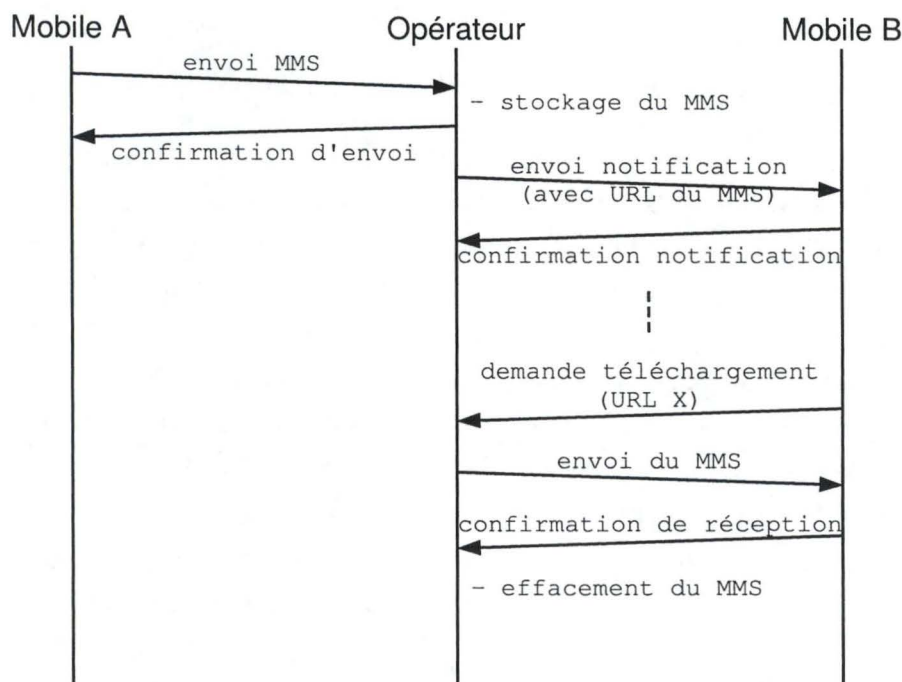 Mobile A
Opérateur
Mobile B
envoi MMS
- stockage du MMS
confirmation d'envoi
envoi notification
(avec URL du MMS)
confirmation notification
demande téléchargement
(URL X)
envoi du MMS
confirmation de réception
- effacement du MMS